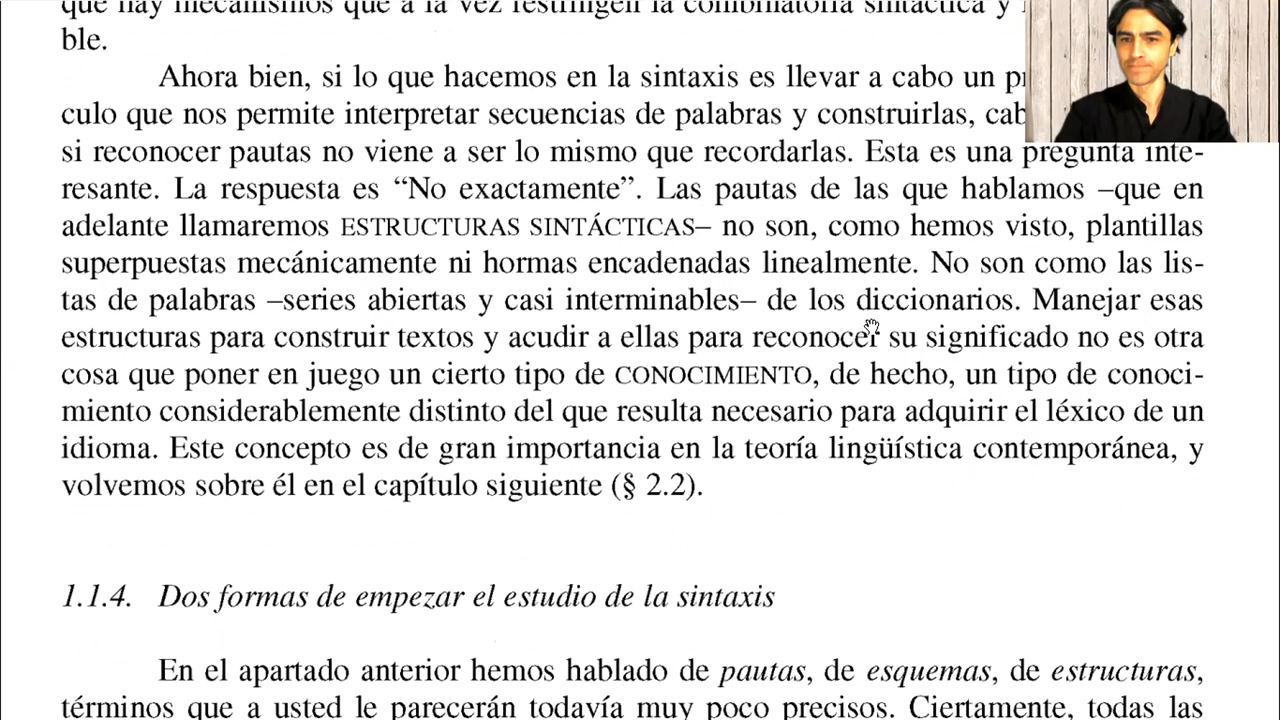 que hay mecanismos que a la vez restringen la combinatoria sintáctica y
ble.
Ahora bien, si lo que hacemos en la sintaxis es llevar a cabo un
culo que nos permite interpretar secuencias de palabras y construirlas,
si reconocer pautas no viene a ser lo mismo que recordarlas. Esta es una pregunta inte-
resante. La respuesta es “No exactamente”. Las pautas de las que hablamos –que en
adelante llamaremos ESTRUCTURAS SINTÁCTICAS– no son, como hemos visto, plantillas
superpuestas mecánicamente ni hormas encadenadas linealmente. No son como las lis-
tas de palabras –series abiertas y casi interminables– de los diccionarios. Manejar esas
estructuras para construir textos y acudir a ellas para reconocer su significado no es otra
cosa que poner en juego un cierto tipo de CONOCIMIENTO, de hecho, un tipo de conoci-
miento considerablemente distinto del que resulta necesario para adquirir el léxico de un
idioma. Este concepto es de gran importancia en la teoría lingüística contemporánea, y
volvemos sobre él en el capítulo siguiente (§ 2.2).
1.1.4. Dos formas de empezar el estudio de la sintaxis
En el apartado anterior hemos hablado de pautas, de esquemas, de estructuras,
términos que a usted le parecerán todavía muy poco precisos. Ciertamente, todas las